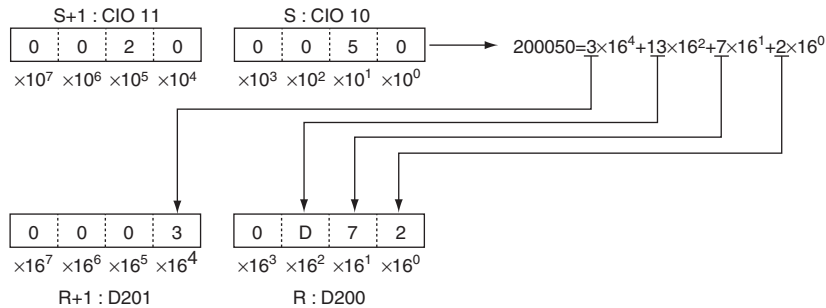 S+1 : CIO 11
S : CIO 10
0 0 2 0
0 0 5 0
200050=3×16⁴+13×16²+7×16¹+2×16⁰
×10⁷ ×10⁶ ×10⁵ ×10⁴
×10³ ×10² ×10¹ ×10⁰
0 0 0 3
0 D 7 2
×16⁷ ×16⁶ ×16⁵ ×16⁴
×16³ ×16² ×16¹ ×16⁰
R+1 : D201
R : D200